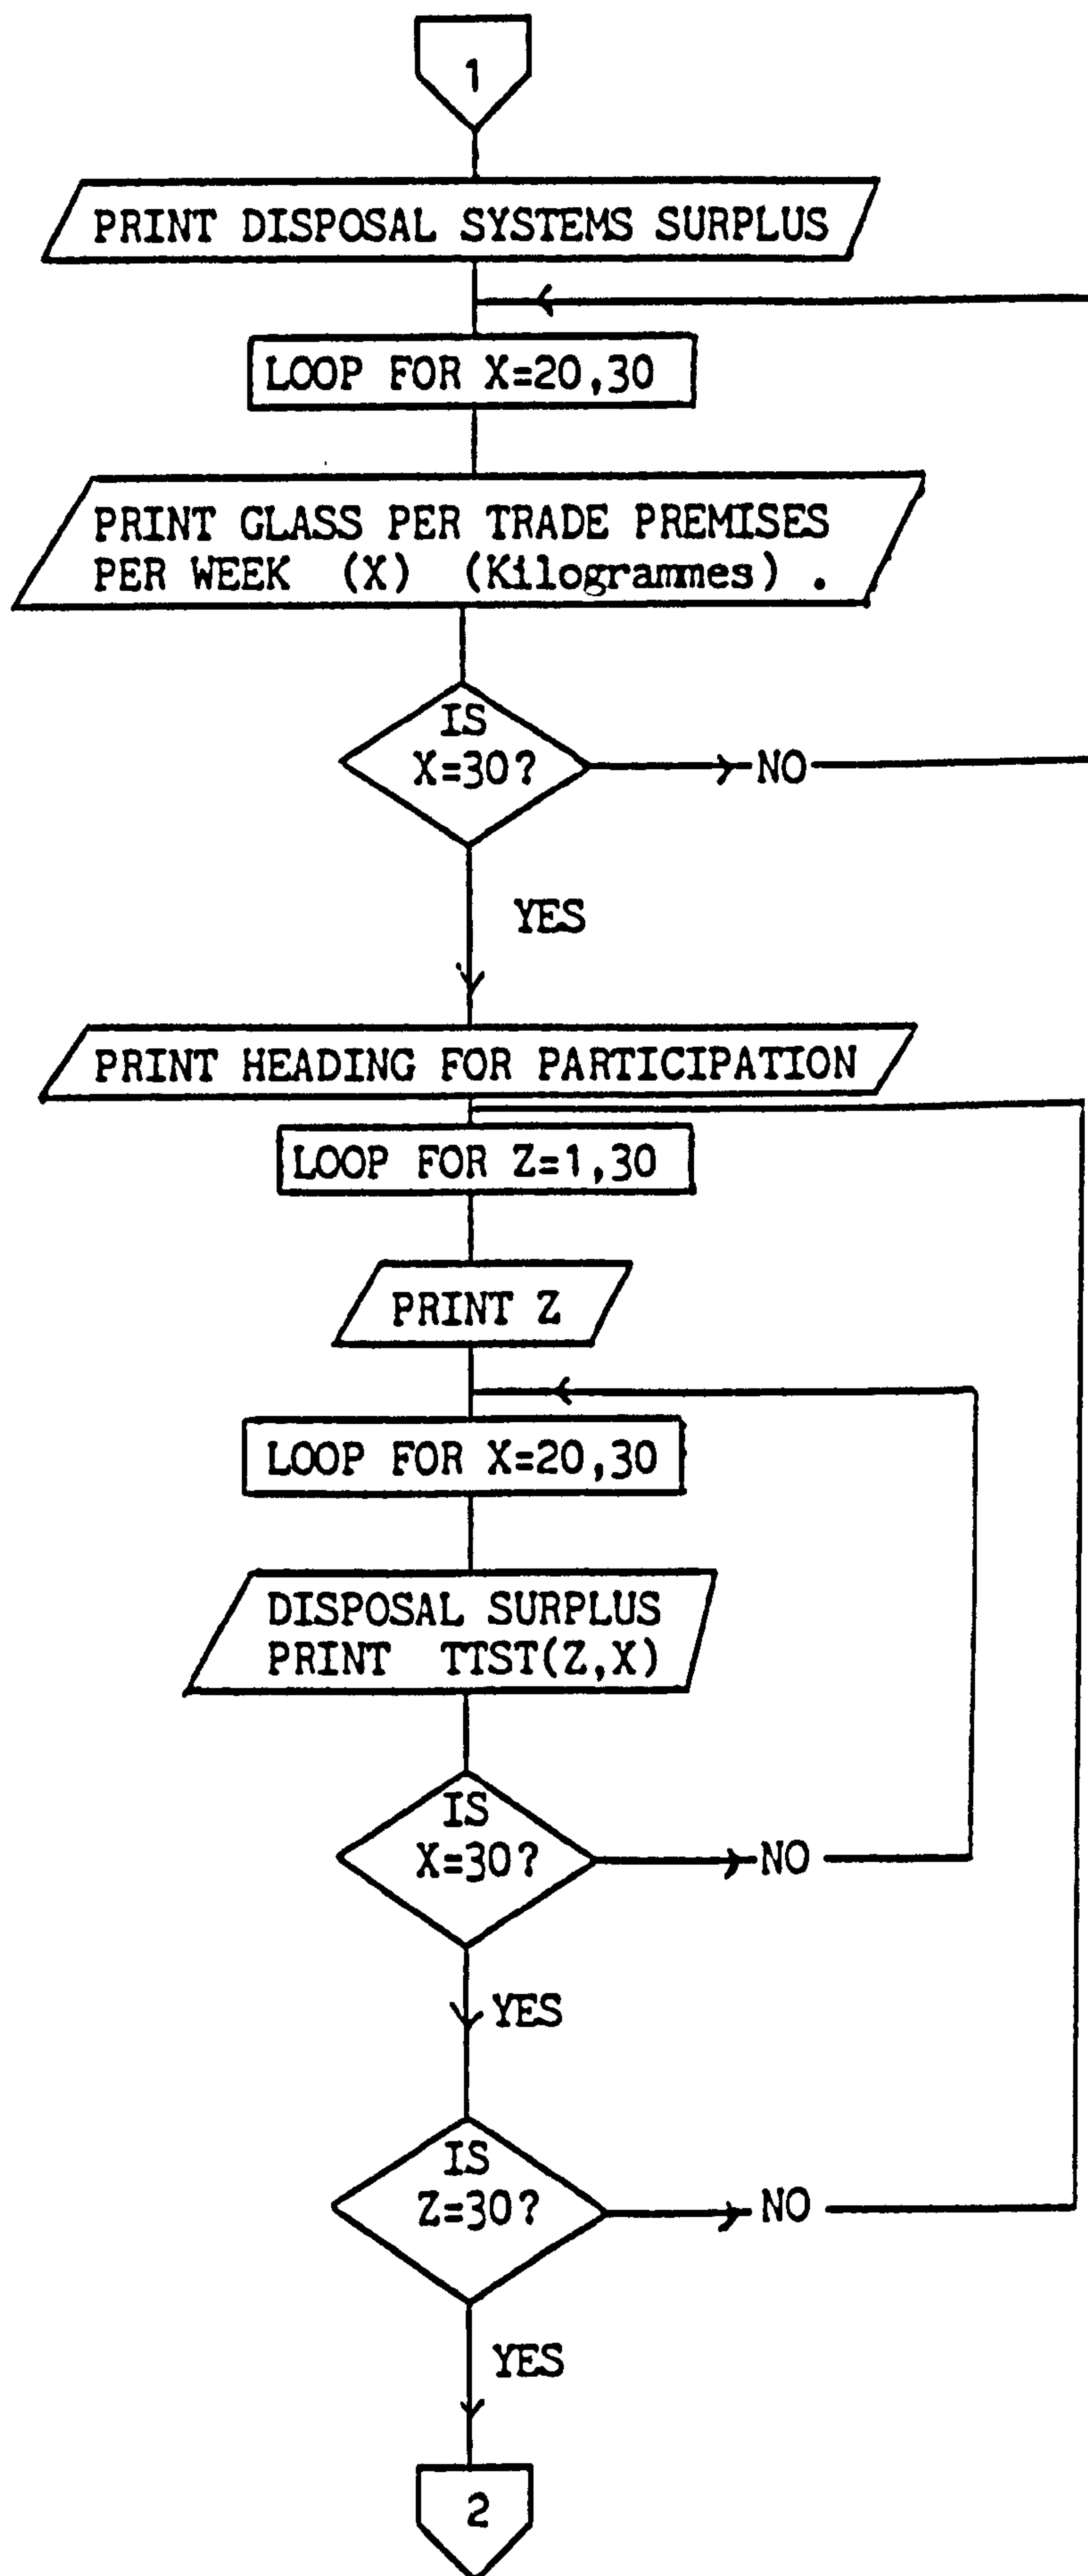 1
PRINT DISPOSAL SYSTEMS SURPLUS
LOOP FOR X=20,30
PRINT GLASS PER TRADE PREMISES
PER WEEK (X) (Kilogrammes) .
IS
X=30?
NO
YES
PRINT HEADING FOR PARTICIPATION
LOOP FOR Z=1,30
PRINT Z
LOOP FOR X=20,30
DISPOSAL SURPLUS
PRINT TTST(Z,X)
IS
X=30?
NO
YES
IS
Z=30?
NO
YES
2